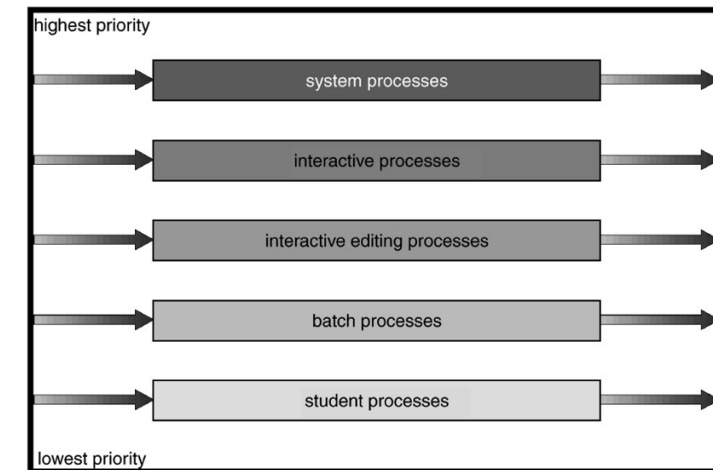 highest priority
system processes
interactive processes
interactive editing processes
batch processes
student processes
lowest priority